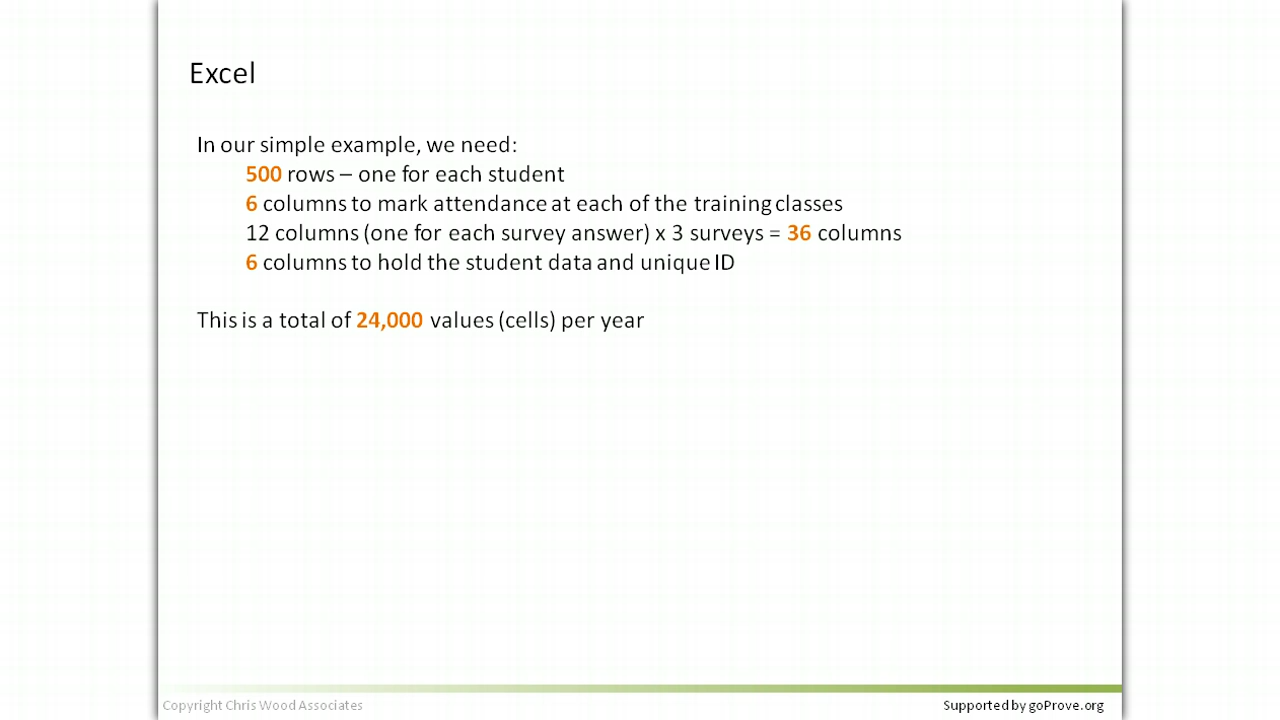 Excel
In our simple example, we need:
500 rows – one for each student
6 columns to mark attendance at each of the training classes
12 columns (one for each survey answer) x 3 surveys = 36 columns
6 columns to hold the student data and unique ID
This is a total of 24,000 values (cells) per year
Copyright Chris Wood Associates
Supported by goProve.org